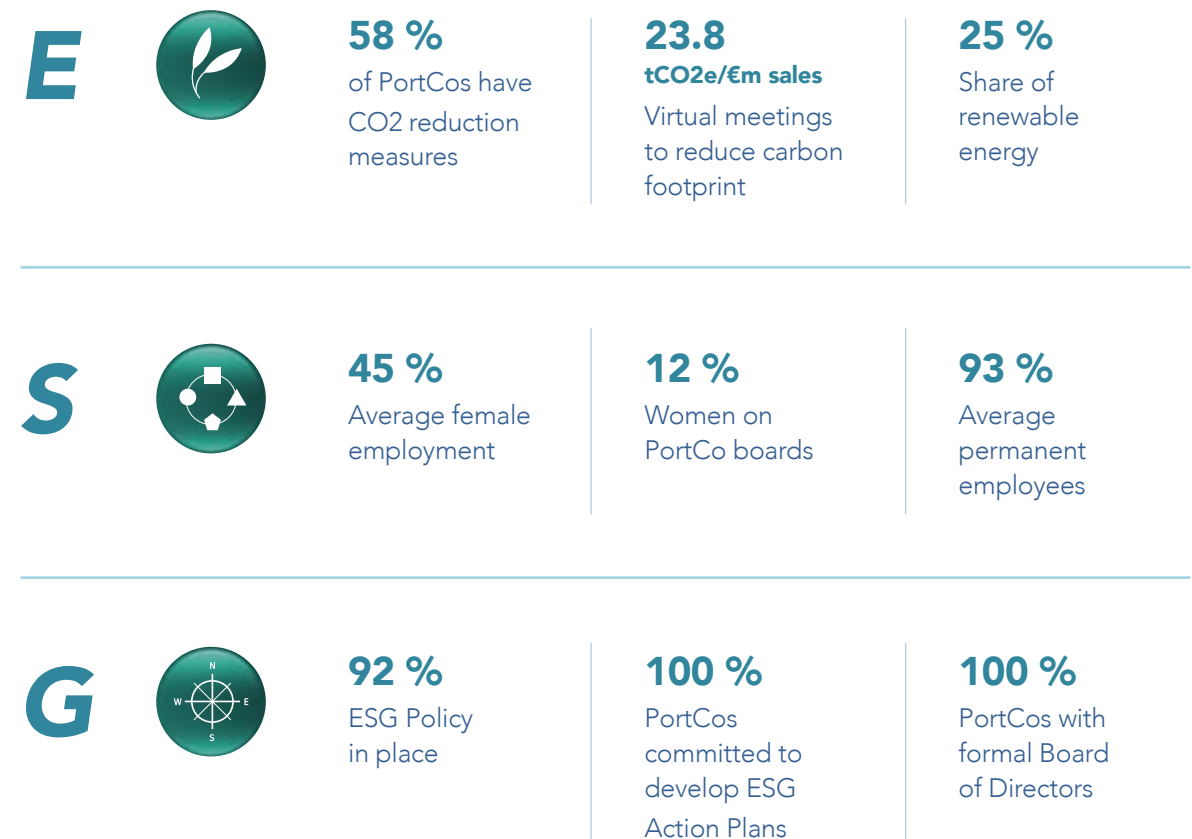 E
58 %
of PortCos have
CO2 reduction
measures
23.8
tCO2e/€m sales
Virtual meetings
to reduce carbon
footprint
25 %
Share of
renewable
energy
S
45 %
Average female
employment
12 %
Women on
PortCo boards
93 %
Average
permanent
employees
G
N
W E
S
92 %
ESG Policy
in place
100 %
PortCos
committed to
develop ESG
Action Plans
100 %
PortCos with
formal Board
of Directors